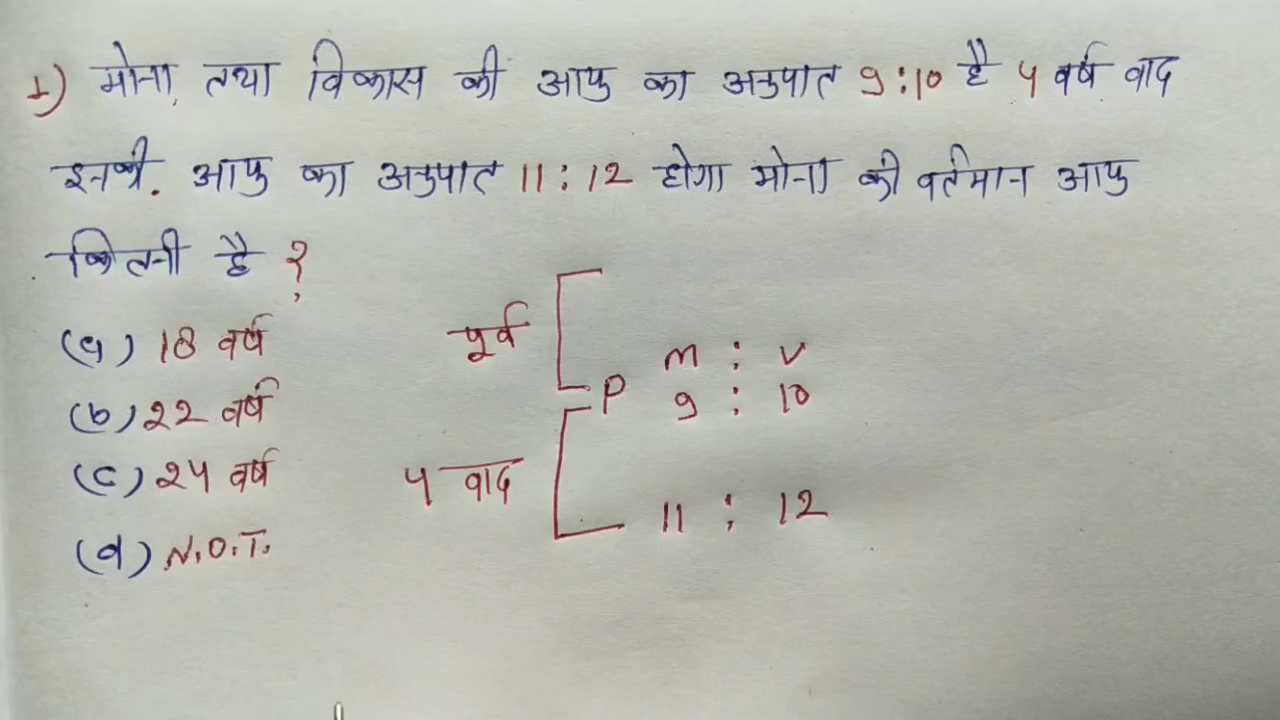 1) मोना तथा विकास की आयु का अनुपात 9:10 है 4 वर्ष वाद
इनकी. आयु का अनुपात 11:12 होगा मोना की वर्तमान आयु
कितनी है ?
(a) 18 वर्ष
(b) 22 वर्ष
(c) 24 वर्ष
(d) N.O.T.
पूर्व
M : V
P 9 : 10
4 वाद
11 : 12